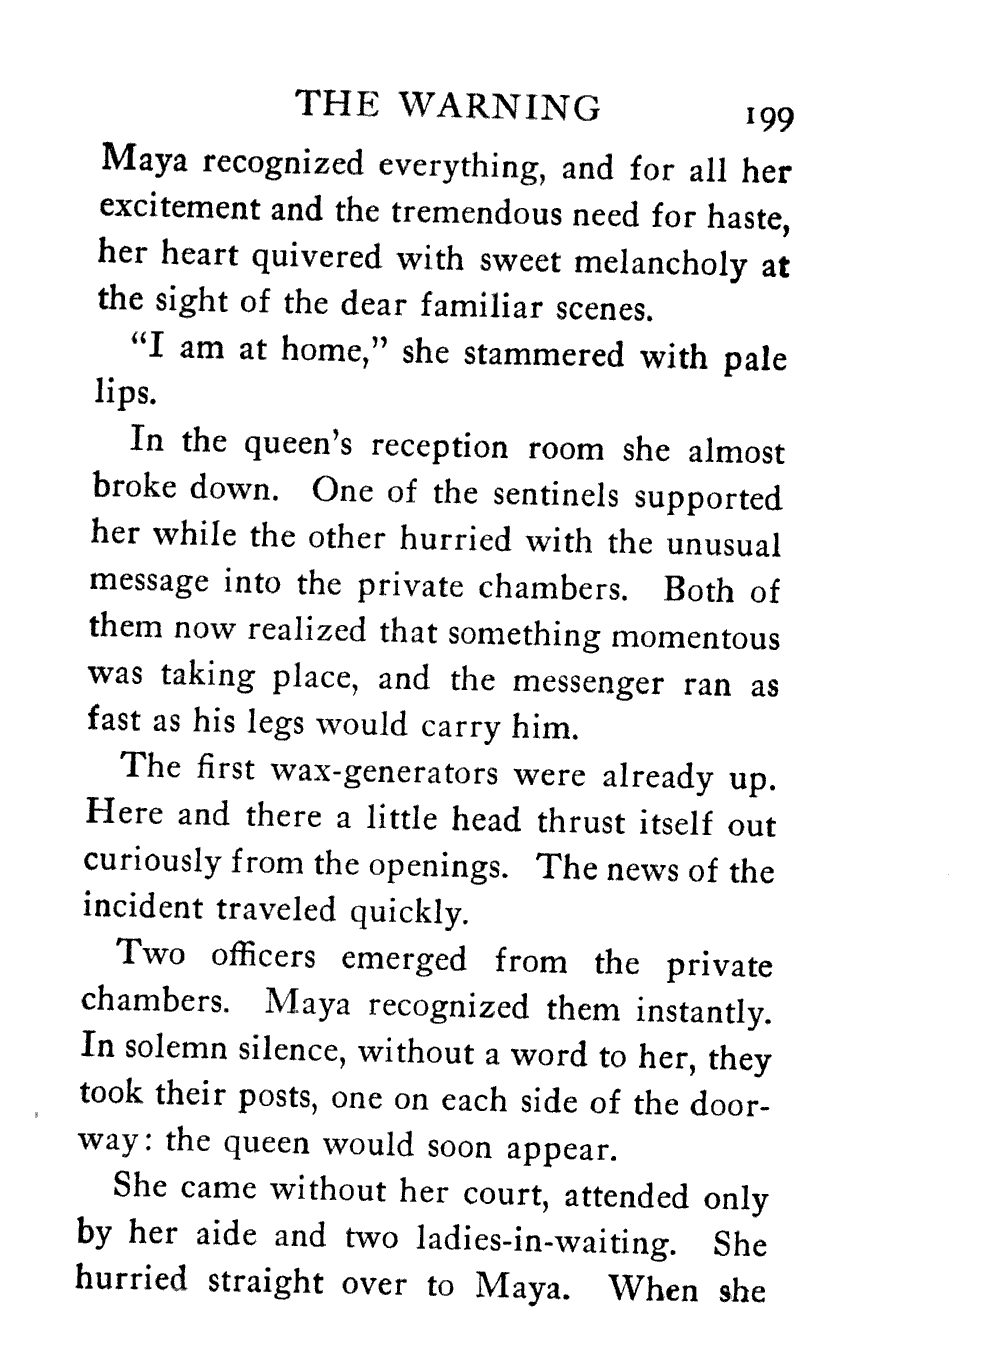 THE WARNING 199
Maya recognized everything, and for all her
excitement and the tremendous need for haste,
her heart quivered with sweet melancholy at
the sight of the dear familiar scenes.
“I am at home,” she stammered with pale
lips.
In the queen’s reception room she almost
broke down. One of the sentinels supported
her while the other hurried with the unusual
message into the private chambers. Both of
them now realized that something momentous
was taking place, and the messenger ran as
fast as his legs would carry him.
The first wax-generators were already up.
Here and there a little head thrust itself out
curiously from the openings. The news of the
incident traveled quickly.
Two officers emerged from the private
chambers. Maya recognized them instantly.
In solemn silence, without a word to her, they
took their posts, one on each side of the door-
way: the queen would soon appear.
She came without her court, attended only
by her aide and two ladies-in-waiting. She
hurried straight over to Maya. When she